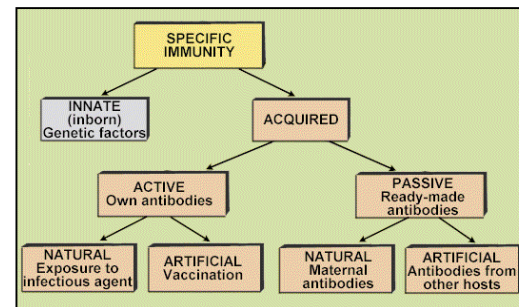 SPECIFIC
IMMUNITY
INNATE
(inborn)
Genetic factors
ACQUIRED
ACTIVE
Own antibodies
PASSIVE
Ready-made
antibodies
NATURAL
Exposure to
infectious agent
ARTIFICIAL
Vaccination
NATURAL
Maternal
antibodies
ARTIFICIAL
Antibodies from
other hosts